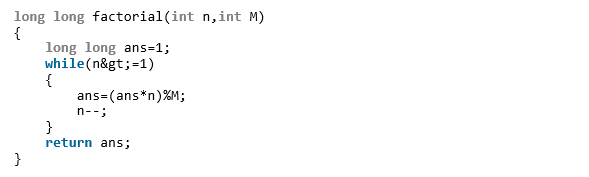 long long factorial(int n,int M)
{
    long long ans=1;
    while(n&gt;=1)
    {
        ans=(ans*n)%M;
        n--;
    }
    return ans;
}